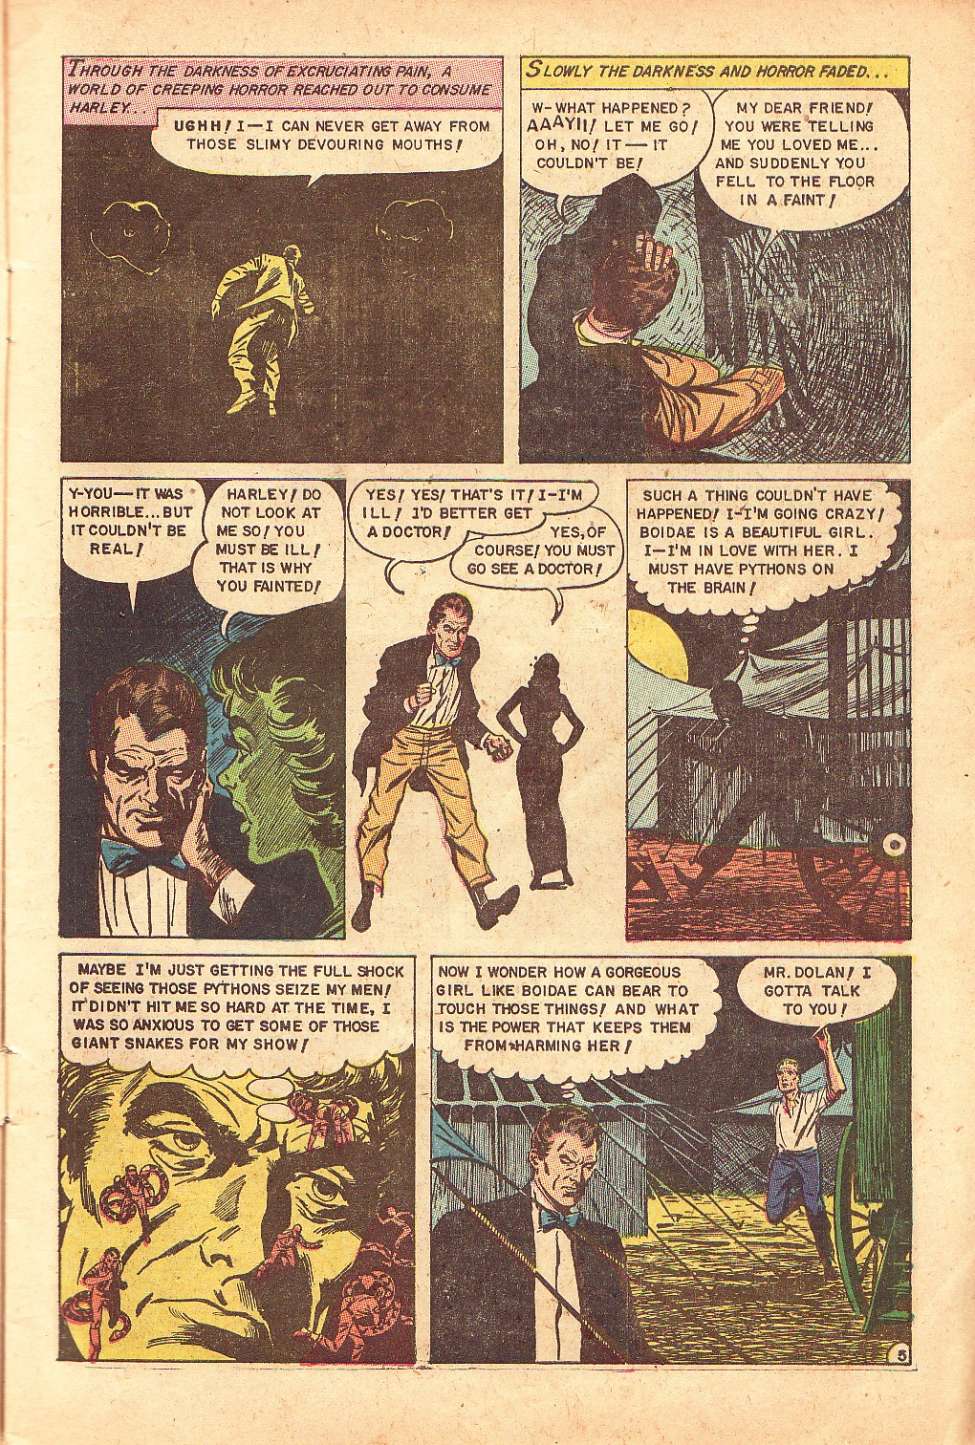 THROUGH THE DARKNESS OF EXCRUCIATING PAIN, A
WORLD OF CREEPING HORROR REACHED OUT TO CONSUME
HARLEY...
UGHH! I—I CAN NEVER GET AWAY FROM
THOSE SLIMY DEVOURING MOUTHS!
SLOWLY THE DARKNESS AND HORROR FADED...
W-WHAT HAPPENED?
AAAYII! LET ME GO!
OH, NO! IT—IT
COULDN'T BE!
MY DEAR FRIEND!
YOU WERE TELLING
ME YOU LOVED ME...
AND SUDDENLY YOU
FELL TO THE FLOOR
IN A FAINT!
Y-YOU—IT WAS
HORRIBLE...BUT
IT COULDN'T BE
REAL!
HARLEY! DO
NOT LOOK AT
ME SO! YOU
MUST BE ILL!
THAT IS WHY
YOU FAINTED!
YES! YES! THAT'S IT! I-I'M
ILL! I'D BETTER GET
A DOCTOR!
YES, OF
COURSE! YOU MUST
GO SEE A DOCTOR!
SUCH A THING COULDN'T HAVE
HAPPENED! I-I'M GOING CRAZY!
BOIDAE IS A BEAUTIFUL GIRL.
I—I'M IN LOVE WITH HER. I
MUST HAVE PYTHONS ON
THE BRAIN!
MAYBE I'M JUST GETTING THE FULL SHOCK
OF SEEING THOSE PYTHONS SEIZE MY MEN!
IT DIDN'T HIT ME SO HARD AT THE TIME, I
WAS SO ANXIOUS TO GET SOME OF THOSE
GIANT SNAKES FOR MY SHOW!
NOW I WONDER HOW A GORGEOUS
GIRL LIKE BOIDAE CAN BEAR TO
TOUCH THOSE THINGS! AND WHAT
IS THE POWER THAT KEEPS THEM
FROM HARMING HER!
MR. DOLAN! I
GOTTA TALK
TO YOU!
5